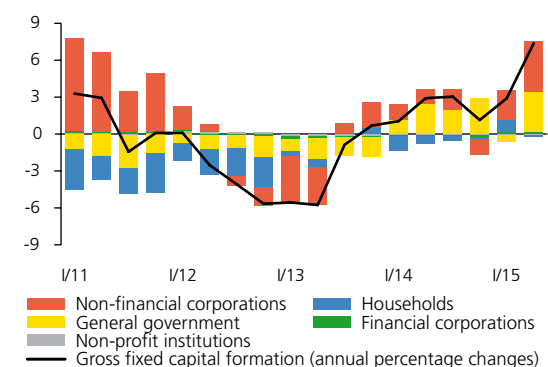 9
6
3
0
-3
-6
-9
I/11 I/12 I/13 I/14 I/15
Non-financial corporations Households
General government Financial corporations
Non-profit institutions
Gross fixed capital formation (annual percentage changes)